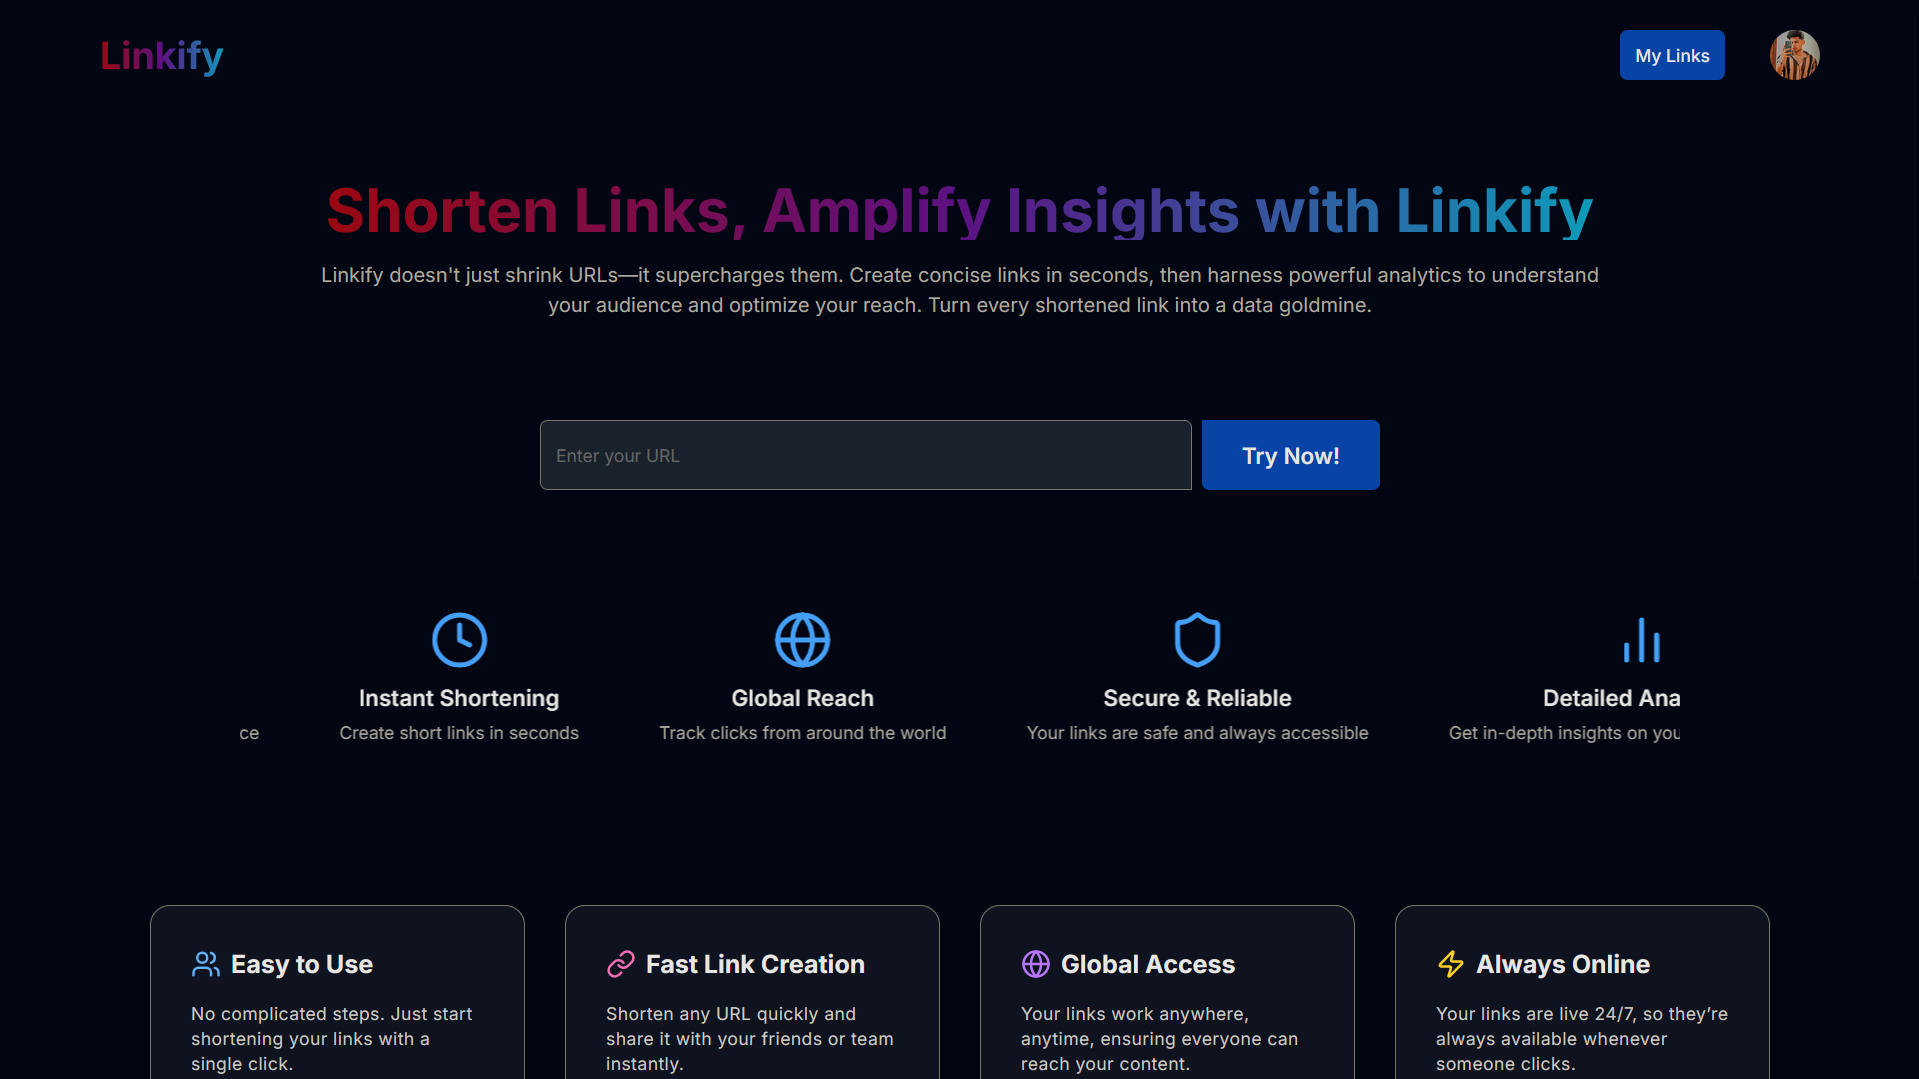 Linkify
My Links
Shorten Links, Amplify Insights with Linkify
Linkify doesn't just shrink URLs—it supercharges them. Create concise links in seconds, then harness powerful analytics to understand
your audience and optimize your reach. Turn every shortened link into a data goldmine.
Enter your URL
Try Now!
ce
Instant Shortening
Create short links in seconds
Global Reach
Track clicks from around the world
Secure & Reliable
Your links are safe and always accessible
Detailed Ana
Get in-depth insights on you
Easy to Use
No complicated steps. Just start
shortening your links with a
single click.
Fast Link Creation
Shorten any URL quickly and
share it with your friends or team
instantly.
Global Access
Your links work anywhere,
anytime, ensuring everyone can
reach your content.
Always Online
Your links are live 24/7, so they’re
always available whenever
someone clicks.